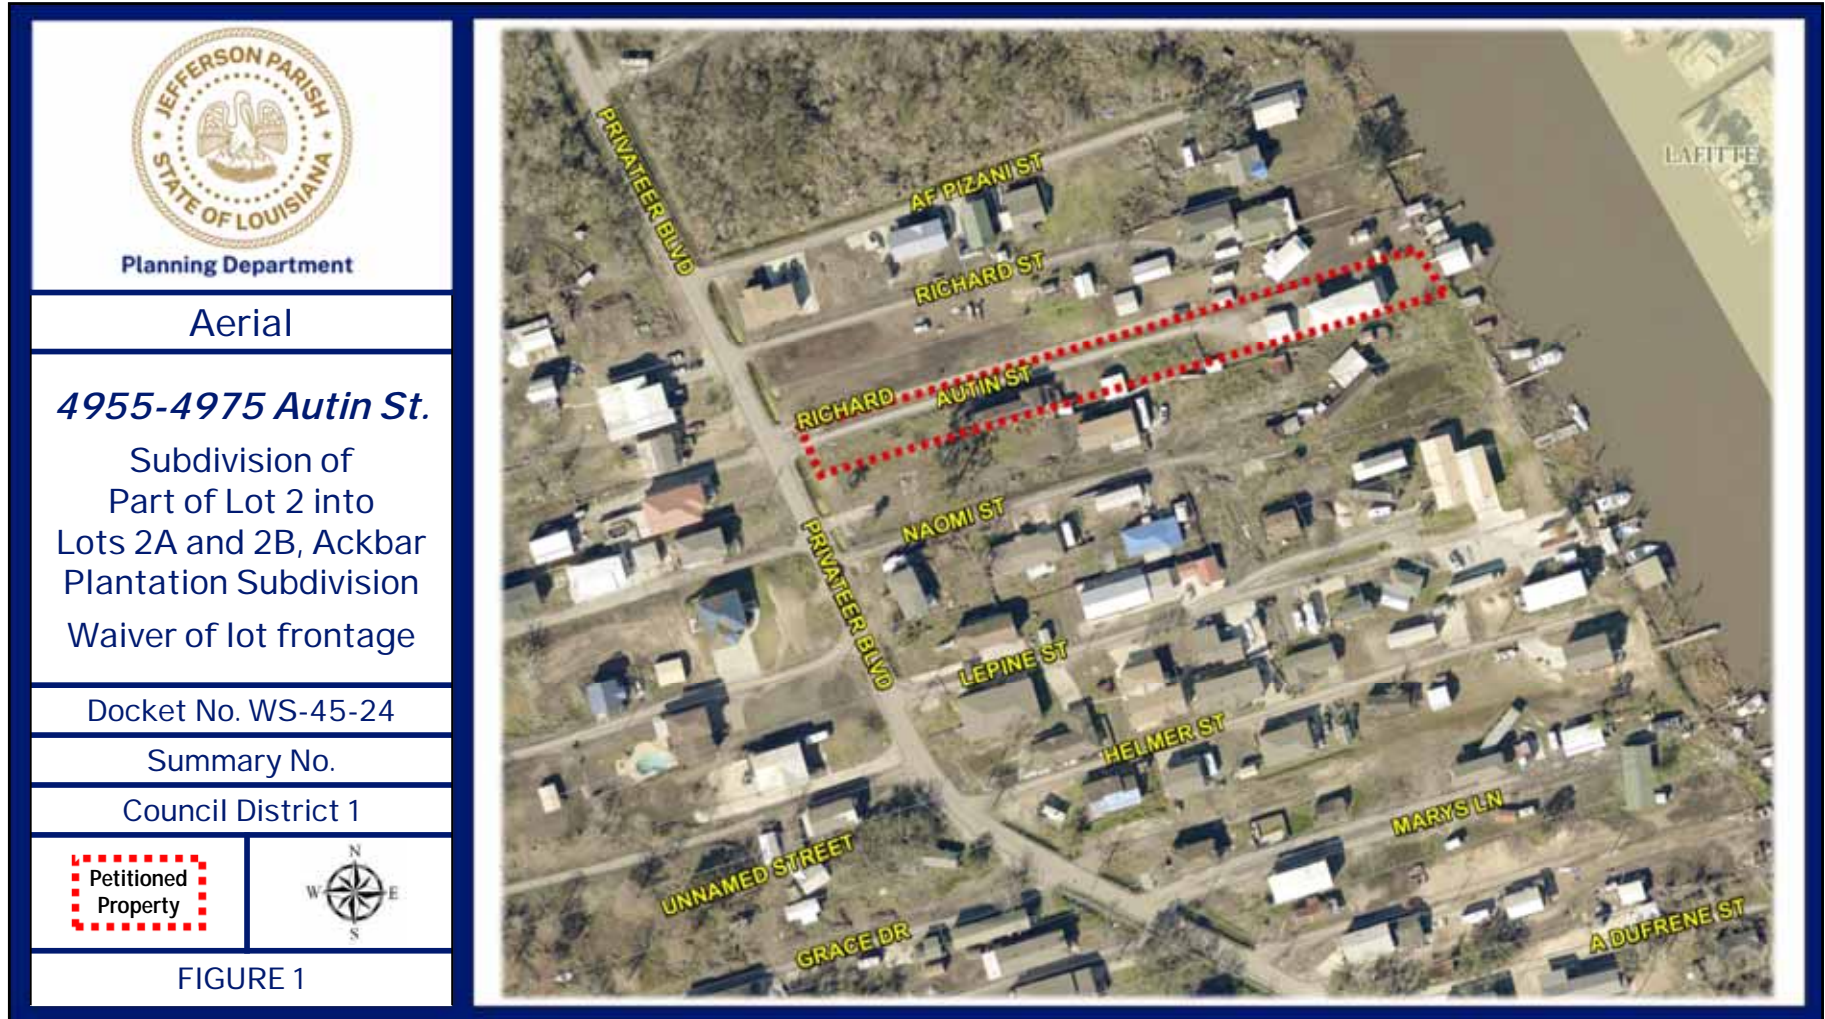 JEFFERSON PARISH
STATE OF LOUISIANA
Planning Department
Aerial
4955-4975 Autin St.
Subdivision of
Part of Lot 2 into
Lots 2A and 2B, Ackbar
Plantation Subdivision
Waiver of lot frontage
Docket No. WS-45-24
Summary No.
Council District 1
Petitioned
Property
N
W E
S
FIGURE 1
PRIVATEER BLVD
AF PIZANI ST
LAFITTE
RICHARD ST
RICHARD AUTIN ST
NAOMI ST
PRIVATEER BLVD
LEPINE ST
HELMER ST
MARYS LN
UNNAMED STREET
GRACE DR
A DUFRENE ST